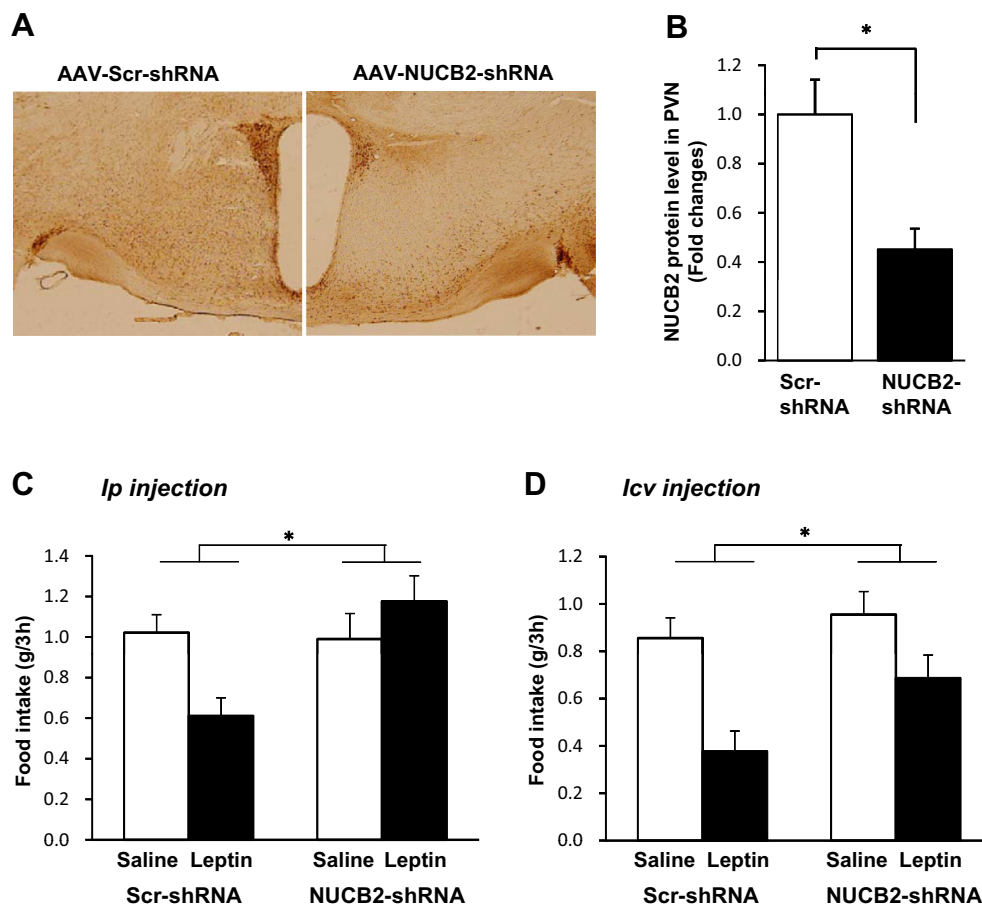 A
AAV-Scr-shRNA
AAV-NUCB2-shRNA
B
*
NUCB2 protein level in PVN
(Fold changes)
1.2
1.0
0.8
0.6
0.4
0.2
0.0
Scr-
shRNA
NUCB2-
shRNA
C
Ip injection
*
Food intake (g/3h)
1.4
1.2
1.0
0.8
0.6
0.4
0.2
0.0
Saline Leptin
Saline Leptin
Scr-shRNA
NUCB2-shRNA
D
Icv injection
*
Food intake (g/3h)
1.2
1.0
0.8
0.6
0.4
0.2
0.0
Saline Leptin
Saline Leptin
Scr-shRNA
NUCB2-shRNA